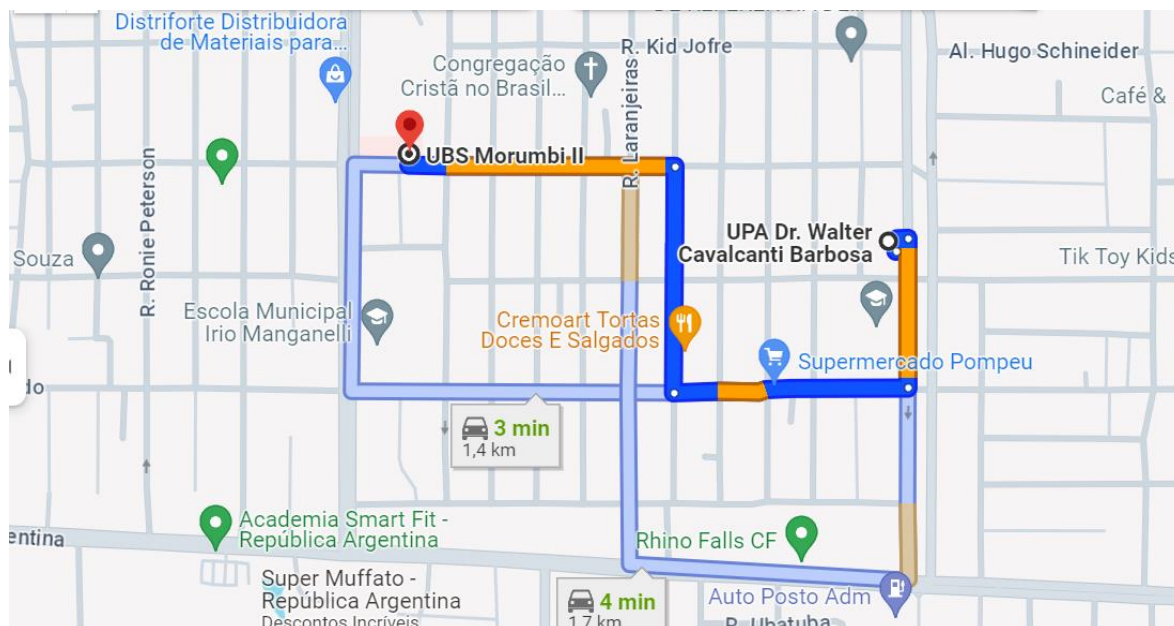 Distriforte Distribuidora
de Materiais para...
R. Kid Jofre
Al. Hugo Schineider
Congregação
Cristã no Brasil...
Café &
R. Laranjeiras
UBS Morumbi II
R. Ronie Peterson
UPA Dr. Walter
Cavalcanti Barbosa
Souza
Tik Toy Kids
Escola Municipal
Irio Manganelli
Cremoart Tortas
Doces E Salgados
Supermercado Pompeu
do
3 min
1,4 km
Academia Smart Fit -
República Argentina
entina
Rhino Falls CF
Super Muffato -
República Argentina
Descontos Incríveis
4 min
1,7 km
Auto Posto Adm
R. Ubatuba